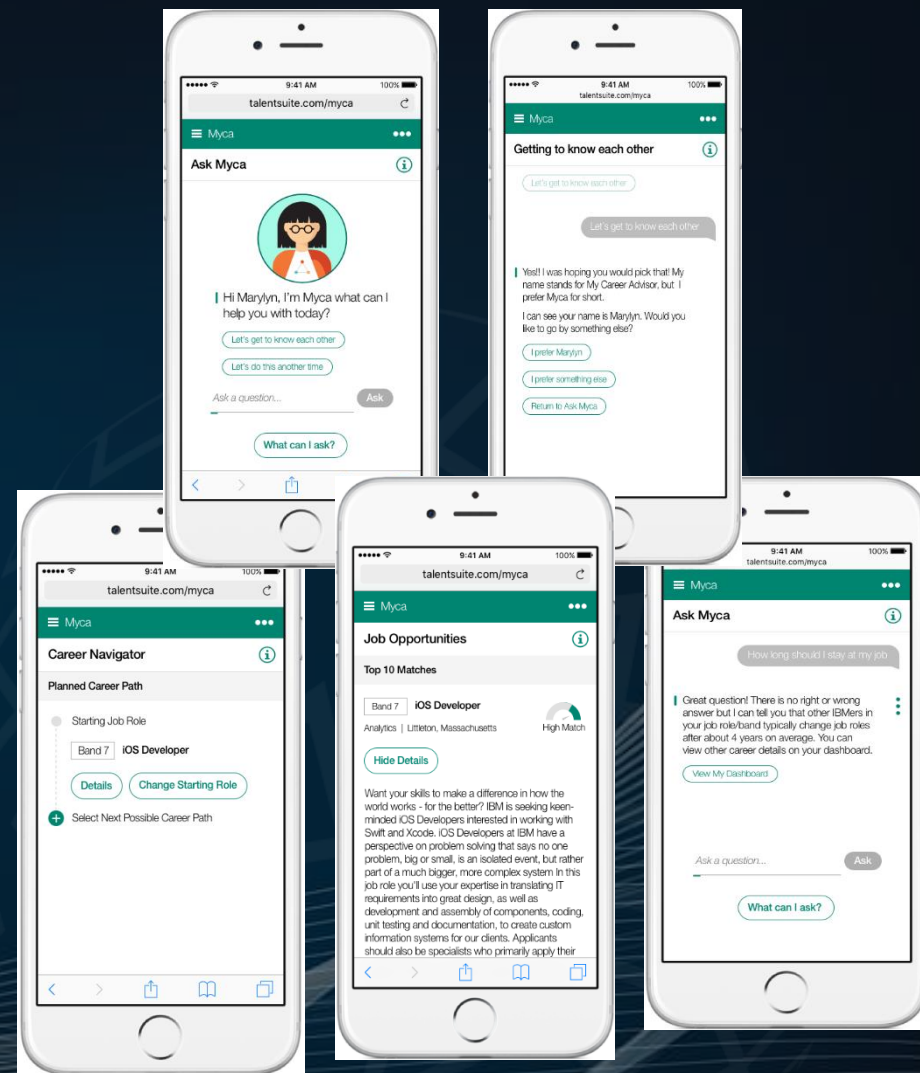 9:41 AM
100%
talentsuite.com/myca
Myca
Ask Myca
Hi Marylyn, I'm Myca what can I
help you with today?
Let's get to know each other
Let's do this another time
Ask a question...
Ask
What can I ask?
9:41 AM
100%
talentsuite.com/myca
Myca
Getting to know each other
Let's get to know each other
Let's get to know each other
Yes!! I was hoping you would pick that! My
name stands for My Career Advisor, but I
prefer Myca for short.
I can see your name is Marylyn. Would you
like to go by something else?
I prefer Marylyn
I prefer something else
Return to Ask Myca
9:41 AM
100%
talentsuite.com/myca
Myca
Career Navigator
Planned Career Path
Starting Job Role
Band 7 iOS Developer
Details
Change Starting Role
Select Next Possible Career Path
9:41 AM
100%
talentsuite.com/myca
Myca
Job Opportunities
Top 10 Matches
Band 7 iOS Developer
Analytics | Littleton, Massachusetts
High Match
Hide Details
Want your skills to make a difference in how the
world works - for the better? IBM is seeking keen-
minded iOS Developers interested in working with
Swift and Xcode. iOS Developers at IBM have a
perspective on problem solving that says no one
problem, big or small, is an isolated event, but rather
part of a much bigger, more complex system In this
job role you'll use your expertise in translating IT
requirements into great design, as well as
development and assembly of components, coding,
unit testing and documentation, to create custom
information systems for our clients. Applicants
should also be specialists who primarily apply their
9:41 AM
100%
talentsuite.com/myca
Myca
Ask Myca
How long should I stay at my job
Great question! There is no right or wrong
answer but I can tell you that other IBMers in
your job role/band typically change job roles
after about 4 years on average. You can
view other career details on your dashboard.
View My Dashboard
Ask a question...
Ask
What can I ask?